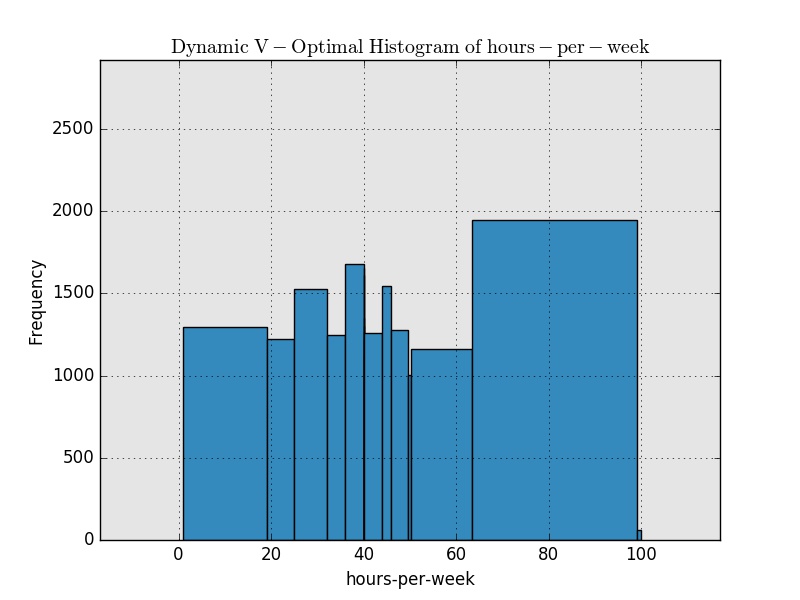 Dynamic V − Optimal Histogram of hours − per − week
Frequency
2500
2000
1500
1000
500
0
0 20 40 60 80 100
hours-per-week